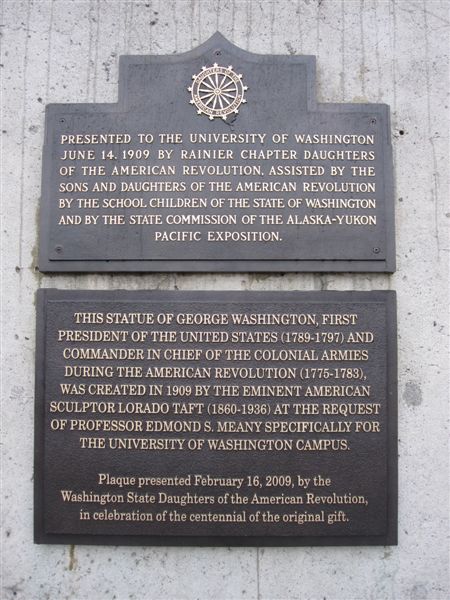 DAUGHTERS OF THE
AMERICAN REVOLUTION
PRESENTED TO THE UNIVERSITY OF WASHINGTON
JUNE 14, 1909 BY RAINIER CHAPTER DAUGHTERS
OF THE AMERICAN REVOLUTION, ASSISTED BY THE
SONS AND DAUGHTERS OF THE AMERICAN REVOLUTION
BY THE SCHOOL CHILDREN OF THE STATE OF WASHINGTON
AND BY THE STATE COMMISSION OF THE ALASKA-YUKON
PACIFIC EXPOSITION.
THIS STATUE OF GEORGE WASHINGTON, FIRST
PRESIDENT OF THE UNITED STATES (1789-1797) AND
COMMANDER IN CHIEF OF THE COLONIAL ARMIES
DURING THE AMERICAN REVOLUTION (1775-1783),
WAS CREATED IN 1909 BY THE EMINENT AMERICAN
SCULPTOR LORADO TAFT (1860-1936) AT THE REQUEST
OF PROFESSOR EDMOND S. MEANY SPECIFICALLY FOR
THE UNIVERSITY OF WASHINGTON CAMPUS.
Plaque presented February 16, 2009, by the
Washington State Daughters of the American Revolution,
in celebration of the centennial of the original gift.